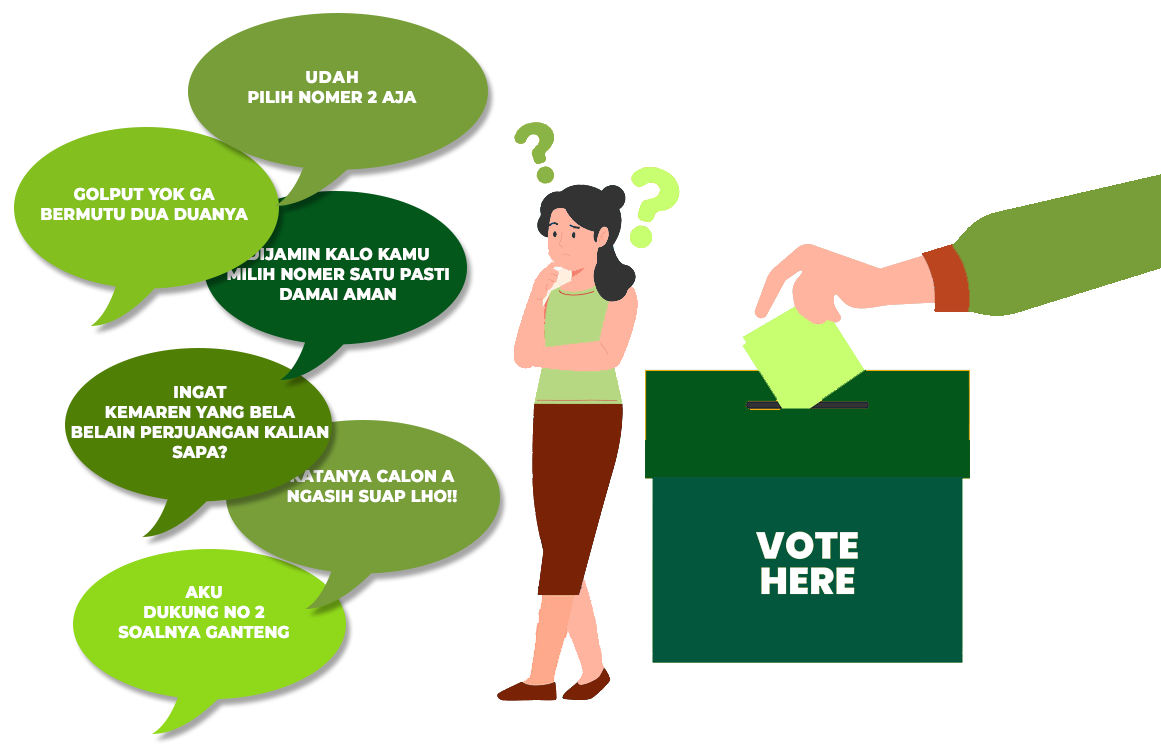 UDAH
PILIH NOMER 2 AJA
GOLPUT YOK GA
BERMUTU DUA DUANYA
DIJAMIN KALO KAMU
MILIH NOMER SATU PASTI
DAMAI AMAN
INGAT
KEMAREN YANG BELA
BELAIN PERJUANGAN KALIAN
SAPA?
KATANYA CALON A
NGASIH SUAP LHO!!
AKU
DUKUNG NO 2
SOALNYA GANTENG
?
?
VOTE
HERE